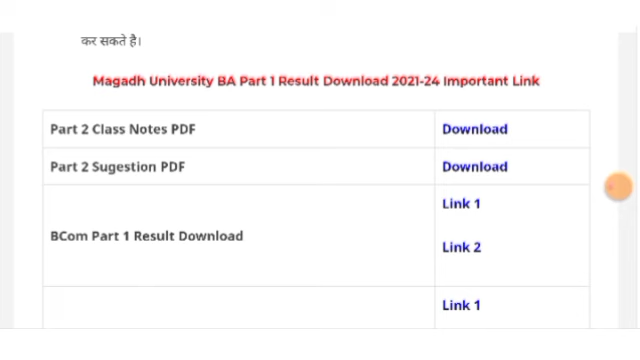 कर सकते है।
Magadh University BA Part 1 Result Download 2021-24 Important Link
Part 2 Class Notes PDF Download
Part 2 Sugestion PDF Download
Link 1
BCom Part 1 Result Download
Link 2
Link 1